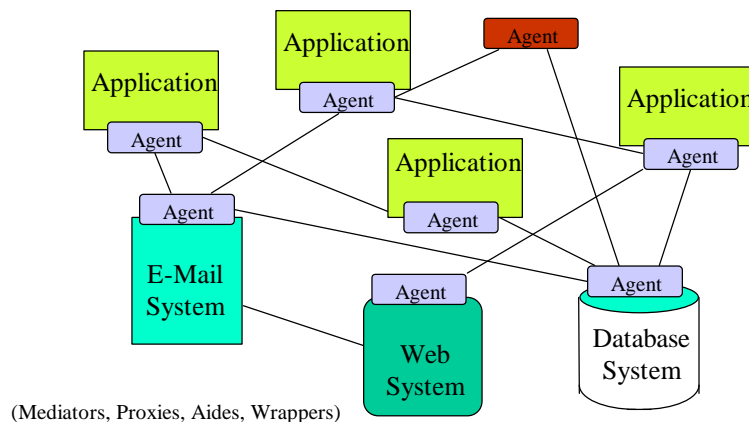 Application
Agent
Agent
Application
Agent
Application
Agent
Application
Agent
Agent
E-Mail
System
Agent
Web
System
Agent
Database
System
(Mediators, Proxies, Aides, Wrappers)